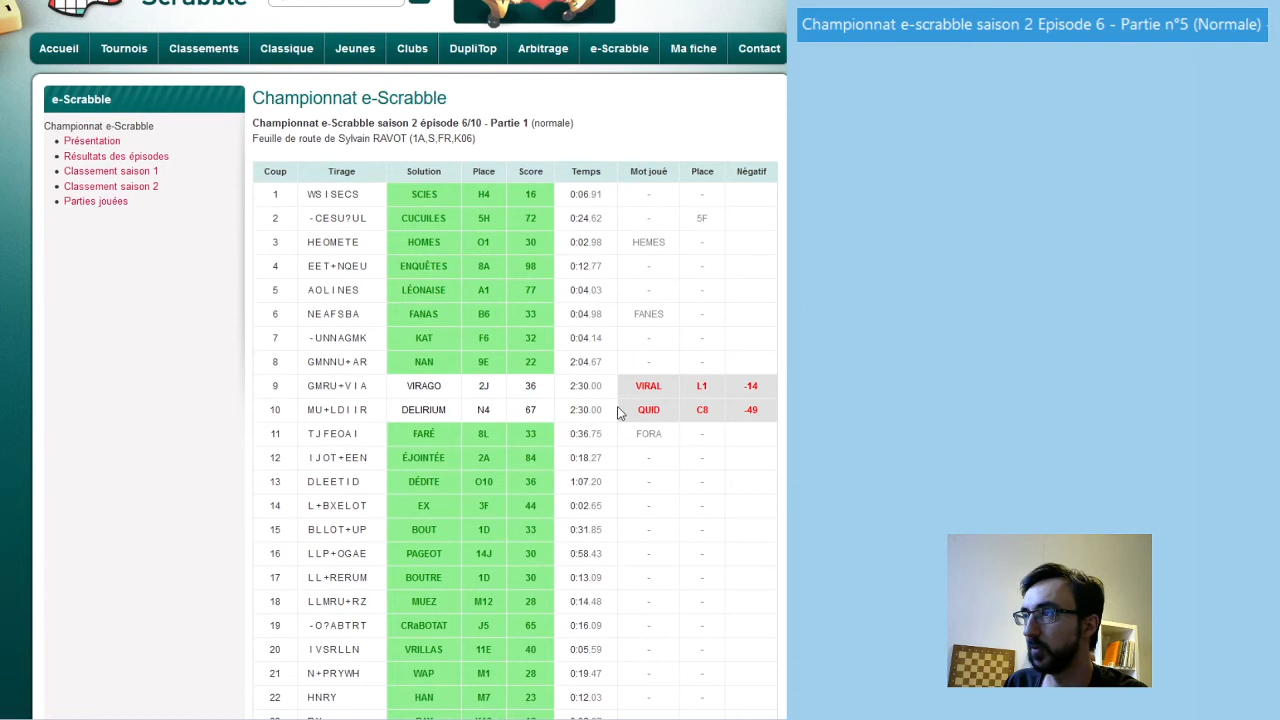 Scrabble
Championnat e-scrabble saison 2 Episode 6 - Partie n°5 (Normale) -
Accueil Tournois Classements Classique Jeunes Clubs DupliTop Arbitrage e-Scrabble Ma fiche Contact
e-Scrabble
Championnat e-Scrabble
Présentation
Résultats des épisodes
Classement saison 1
Classement saison 2
Parties jouées
Championnat e-Scrabble
Championnat e-Scrabble saison 2 épisode 6/10 - Partie 1 (normale)
Feuille de route de Sylvain RAVOT (1A,S,FR,K06)
Coup Tirage Solution Place Score Temps Mot joué Place Négatif
1 WSISECS SCIES H4 16 0:06.91 - -
2 -CESU?UL CUCUILES 5H 72 0:24.62 - 5F
3 HEOMETE HOMES O1 30 0:02.98 HEMES -
4 EET+NQEU ENQUÊTES 8A 98 0:12.77 - -
5 AOLINES LÉONAISE A1 77 0:04.03 - -
6 NEAFSBA FANAS B6 33 0:04.98 FANES -
7 -UNNAGMK KAT F6 32 0:04.14 - -
8 GMNNU+AR NAN 9E 22 2:04.67 - -
9 GMRU+VIA VIRAGO 2J 36 2:30.00 VIRAL L1 -14
10 MU+LDIIR DELIRIUM N4 67 2:30.00 QUID C8 -49
11 TJFEOAI FARÉ 8L 33 0:36.75 FORA -
12 IJOT+EEN ÉJOINTÉE 2A 84 0:18.27 - -
13 DLEETID DÉDITE O10 36 1:07.20 - -
14 L+BXELOT EX 3F 44 0:02.65 - -
15 BLLOT+UP BOUT 1D 33 0:31.85 - -
16 LLP+OGAE PAGEOT 14J 30 0:58.43 - -
17 LL+RERUM BOUTRE 1D 30 0:13.09 - -
18 LLMRU+RZ MUEZ M12 28 0:14.48 - -
19 -O?ABTRT CRaBOTAT J5 65 0:16.09 - -
20 IVSRLLN VRILLAS 11E 40 0:05.59 - -
21 N+PRYWH WAP M1 28 0:19.47 - -
22 HNRY HAN M7 23 0:12.03 - -